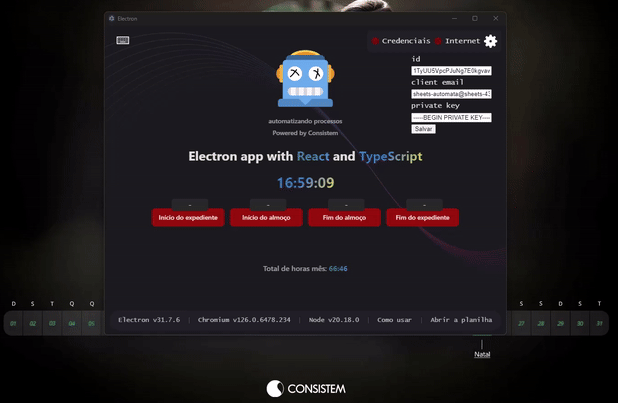 Electron
Credenciais Internet
id
1TyUU5VpcPJuNg7E0kgvav
client email
sheets-automata@sheets-43
private key
-----BEGIN PRIVATE KEY----
Salvar
automatizando processos
Powered by Consistem
Electron app with React and TypeScript
16:59:09
- - - -
Início do expediente Início do almoço Fim do almoço Fim do expediente
Total de horas mês: 66:46
D S T Q Q S S D S T
01 02 03 04 05 27 28 29 30 31
Electron v31.7.6 | Chromium v126.0.6478.234 | Node v20.18.0 | Como usar | Abrir a planilha
Natal
CONSISTEM